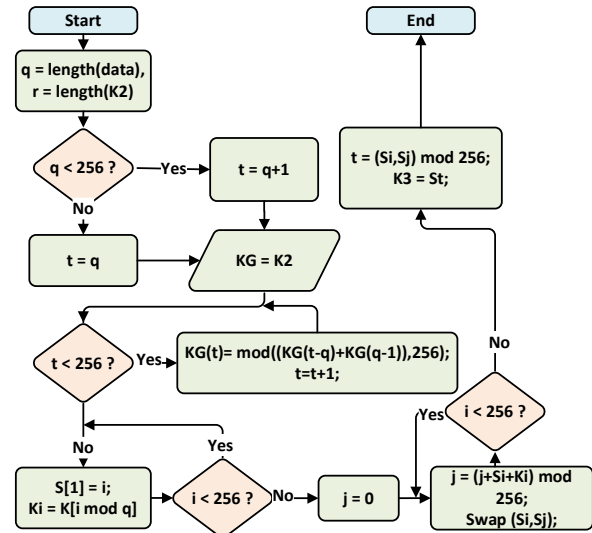 Start
End
q = length(data),
r = length(K2)
q < 256 ?
Yes
t = q+1
No
t = q
KG = K2
t = (Si,Sj) mod 256;
K3 = St;
t < 256 ?
Yes
KG(t)= mod((KG(t-q)+KG(q-1)),256);
t=t+1;
No
No
Yes
i < 256 ?
Yes
S[1] = i;
Ki = K[i mod q]
i < 256 ?
No
j = 0
j = (j+Si+Ki) mod
256;
Swap (Si,Sj);